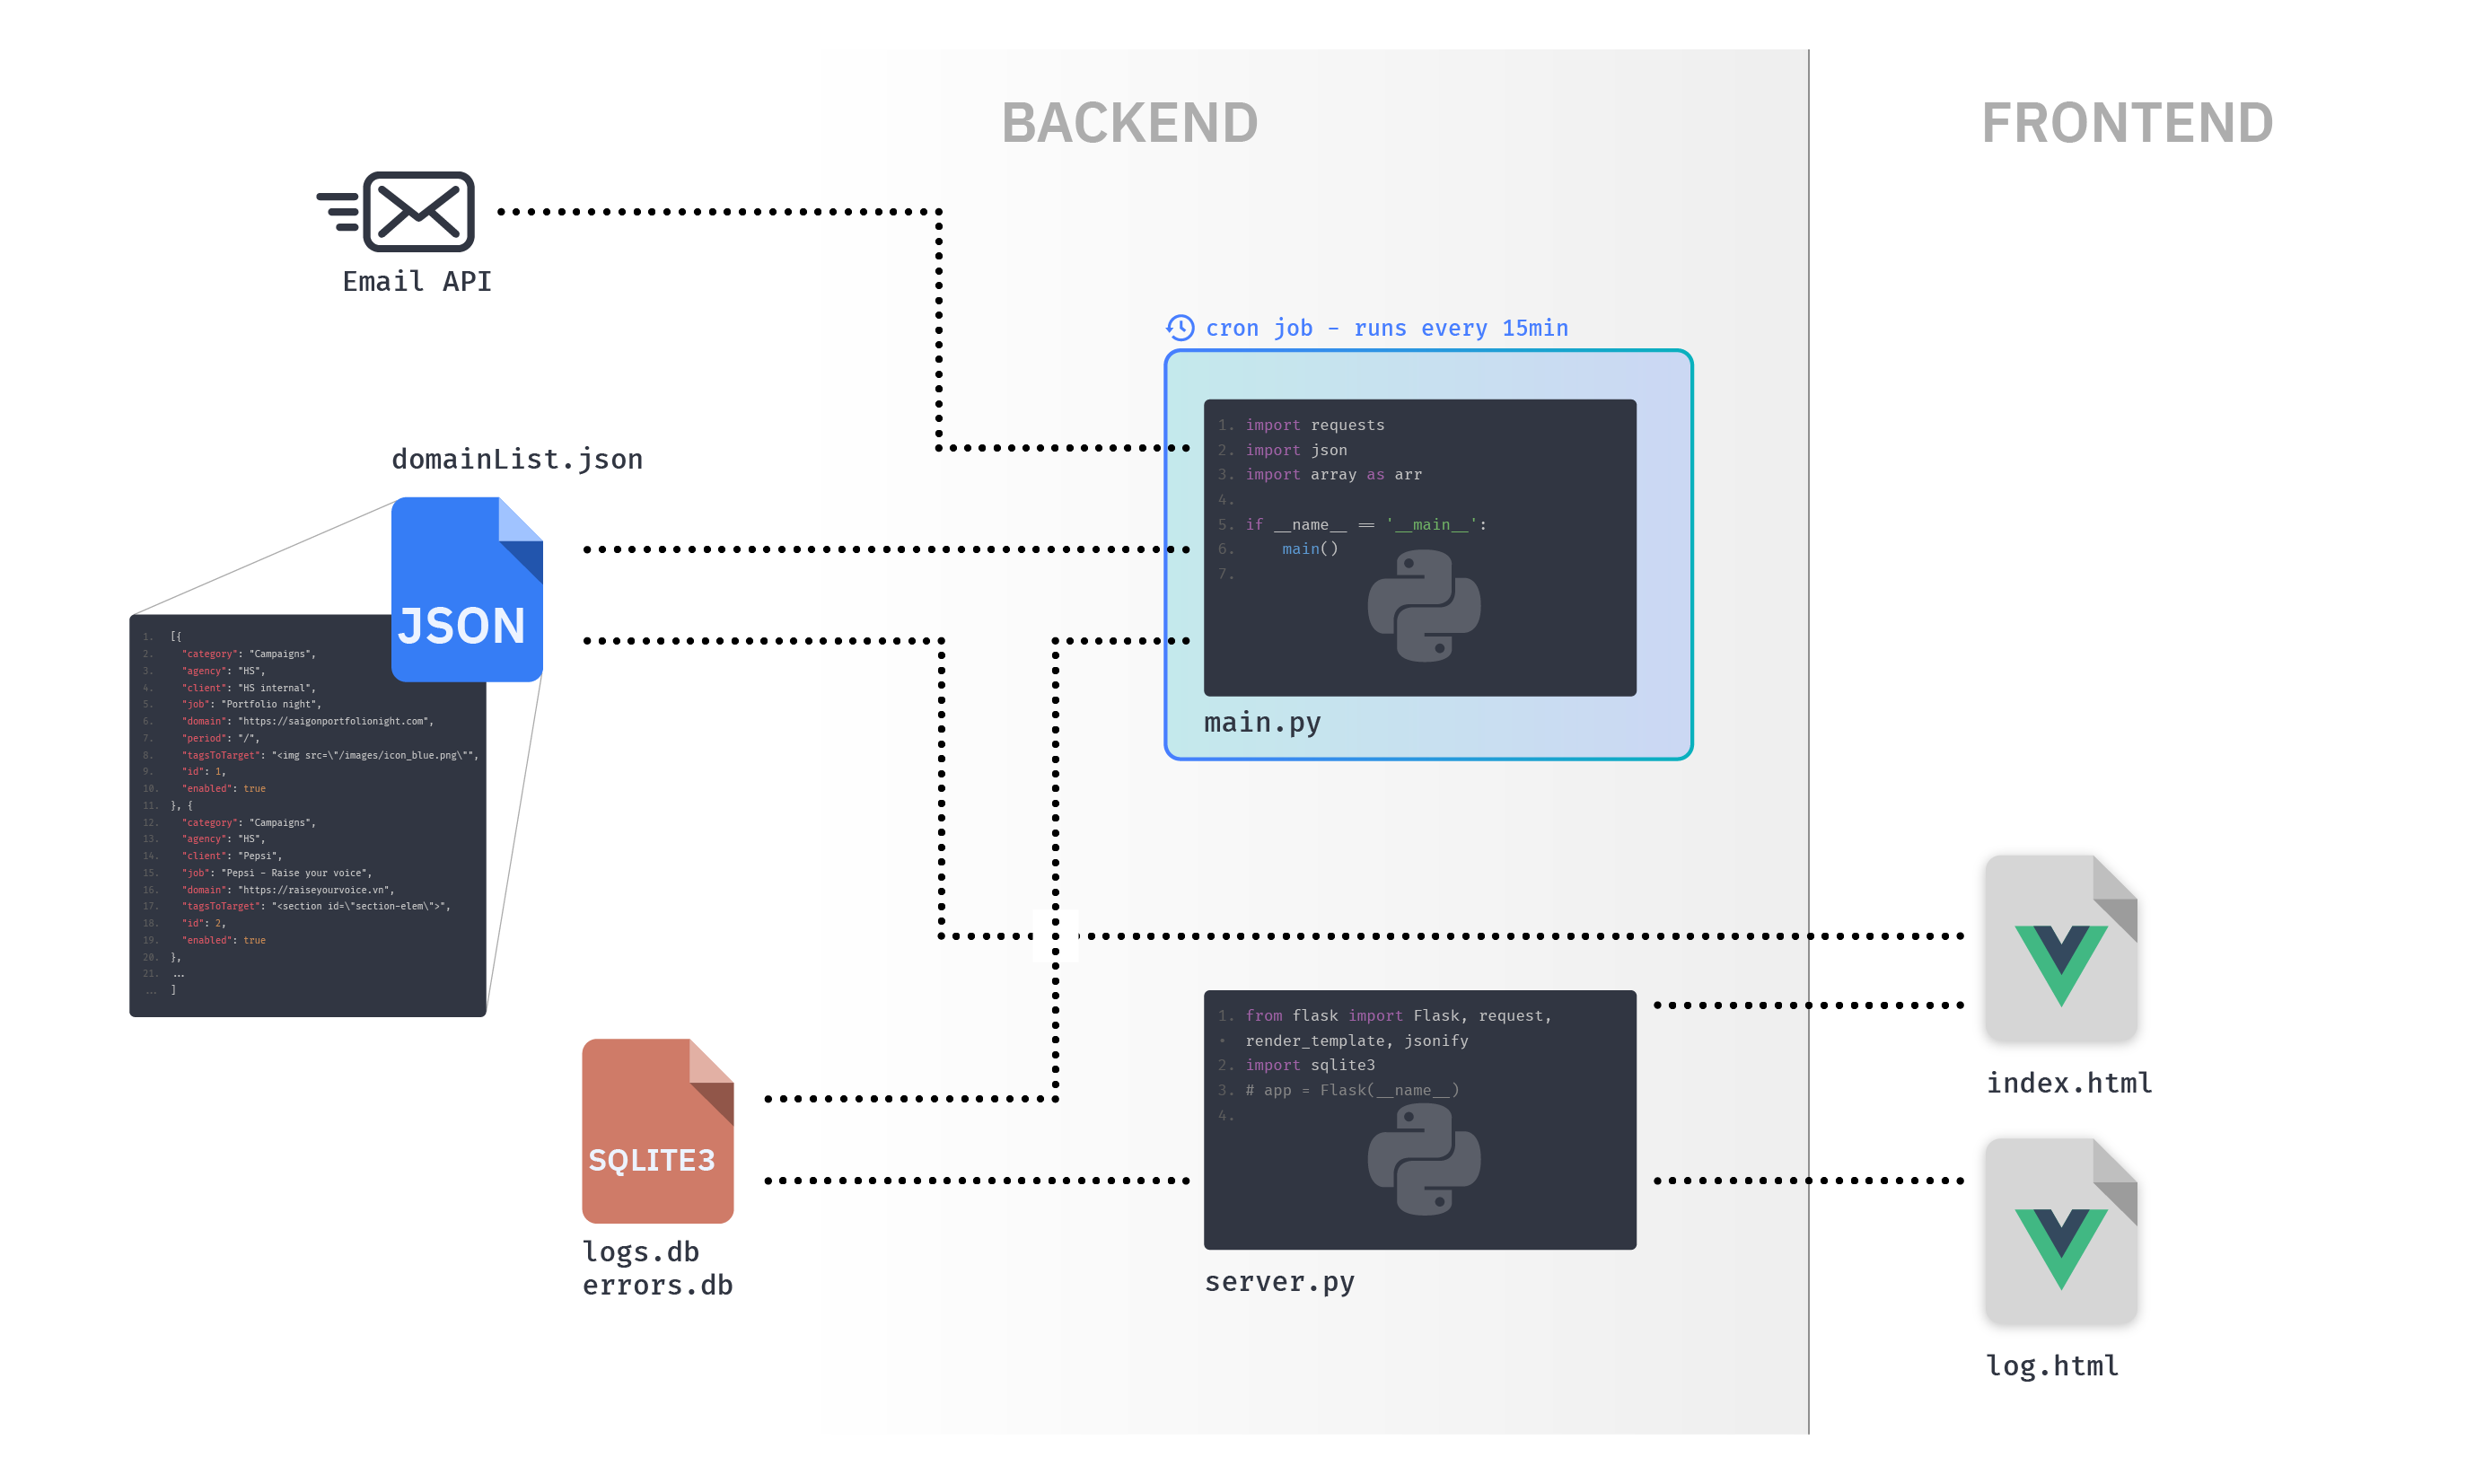 BACKEND
FRONTEND
Email API
cron job - runs every 15min
1. import requests
2. import json
3. import array as arr
4.
5. if __name__ == '__main__':
6. main()
7.
main.py
domainList.json
JSON
1. [{
2. "category": "Campaigns",
3. "agency": "HS",
4. "client": "HS internal",
5. "job": "Portfolio night",
6. "domain": "https://saigonportfolionight.com",
7. "period": "/",
8. "tagsToTarget": "<img src=\"/images/icon_blue.png\"",
9. "id": 1,
10. "enabled": true
11. }, {
12. "category": "Campaigns",
13. "agency": "HS",
14. "client": "Pepsi",
15. "job": "Pepsi - Raise your voice",
16. "domain": "https://raiseyourvoice.vn",
17. "tagsToTarget": "<section id=\"section-elem\">",
18. "id": 2,
19. "enabled": true
20. },
21. ...
... ]
SQLITE3
logs.db
errors.db
1. from flask import Flask, request,
• render_template, jsonify
2. import sqlite3
3. # app = Flask(__name__)
4.
server.py
index.html
log.html